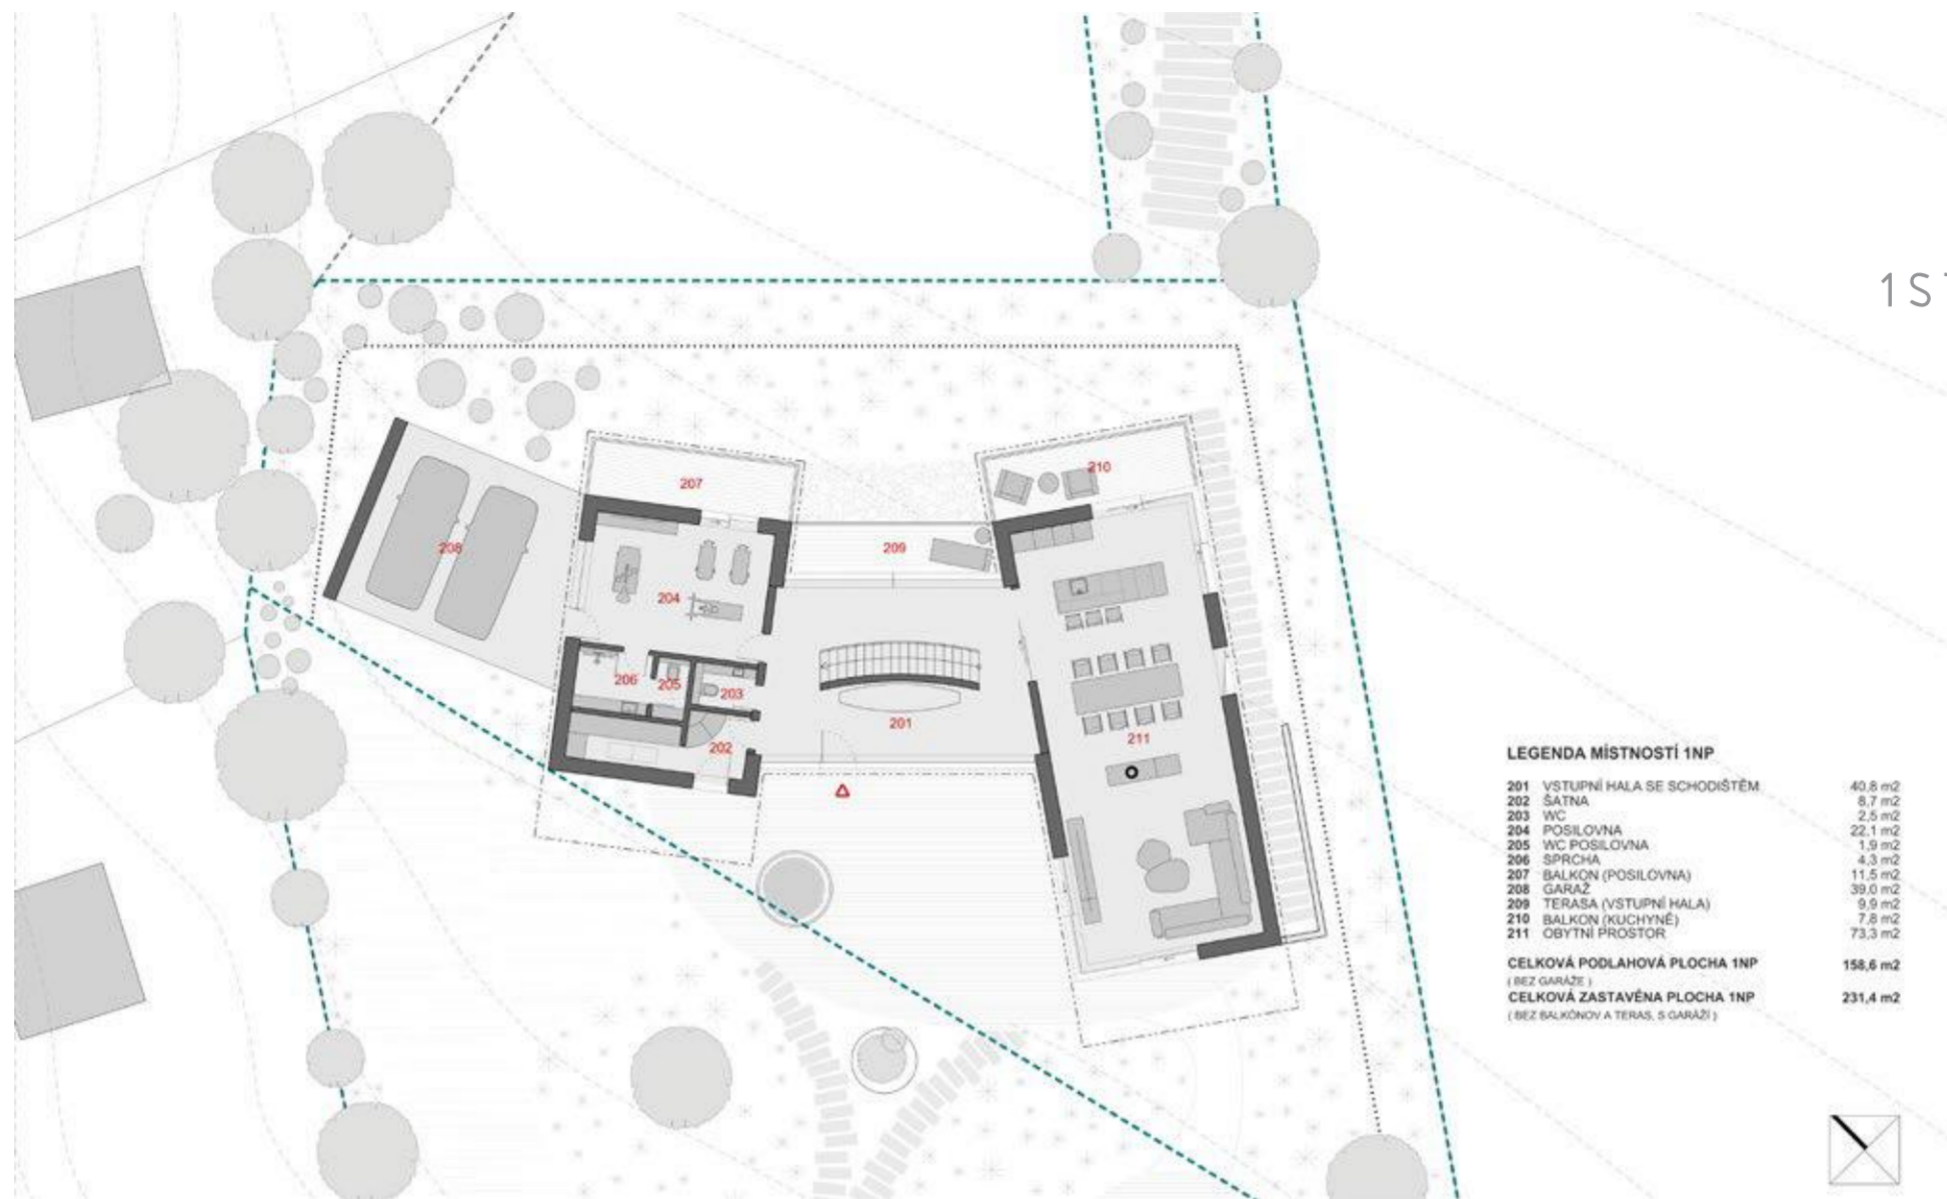 1S
210
207
209
208
204
206
205
203
201
202
211
LEGENDA MÍSTNOSTÍ 1NP
201 VSTUPNÍ HALA SE SCHODIŠTĚM 40,8 m2
202 ŠATNA 8,7 m2
203 WC 2,5 m2
204 POSILOVNA 22,1 m2
205 WC POSILOVNA 1,9 m2
206 SPRCHA 4,3 m2
207 BALKON (POSILOVNA) 11,5 m2
208 GARÁŽ 39,0 m2
209 TERASA (VSTUPNÍ HALA) 9,9 m2
210 BALKON (KUCHYNĚ) 7,8 m2
211 OBYTNÍ PROSTOR 73,3 m2
CELKOVÁ PODLAHOVÁ PLOCHA 1NP 158,6 m2
( BEZ GARÁŽE )
CELKOVÁ ZASTAVĚNA PLOCHA 1NP 231,4 m2
( BEZ BALKÓNOV A TERAS, S GARÁŽÍ )